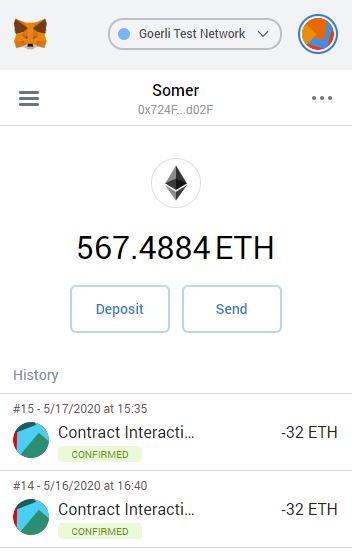 Goerli Test Network
Somer
0x724F...d02F
567.4884 ETH
Deposit
Send
History
#15 - 5/17/2020 at 15:35
Contract Interacti... -32 ETH
CONFIRMED
#14 - 5/16/2020 at 16:40
Contract Interacti... -32 ETH
CONFIRMED